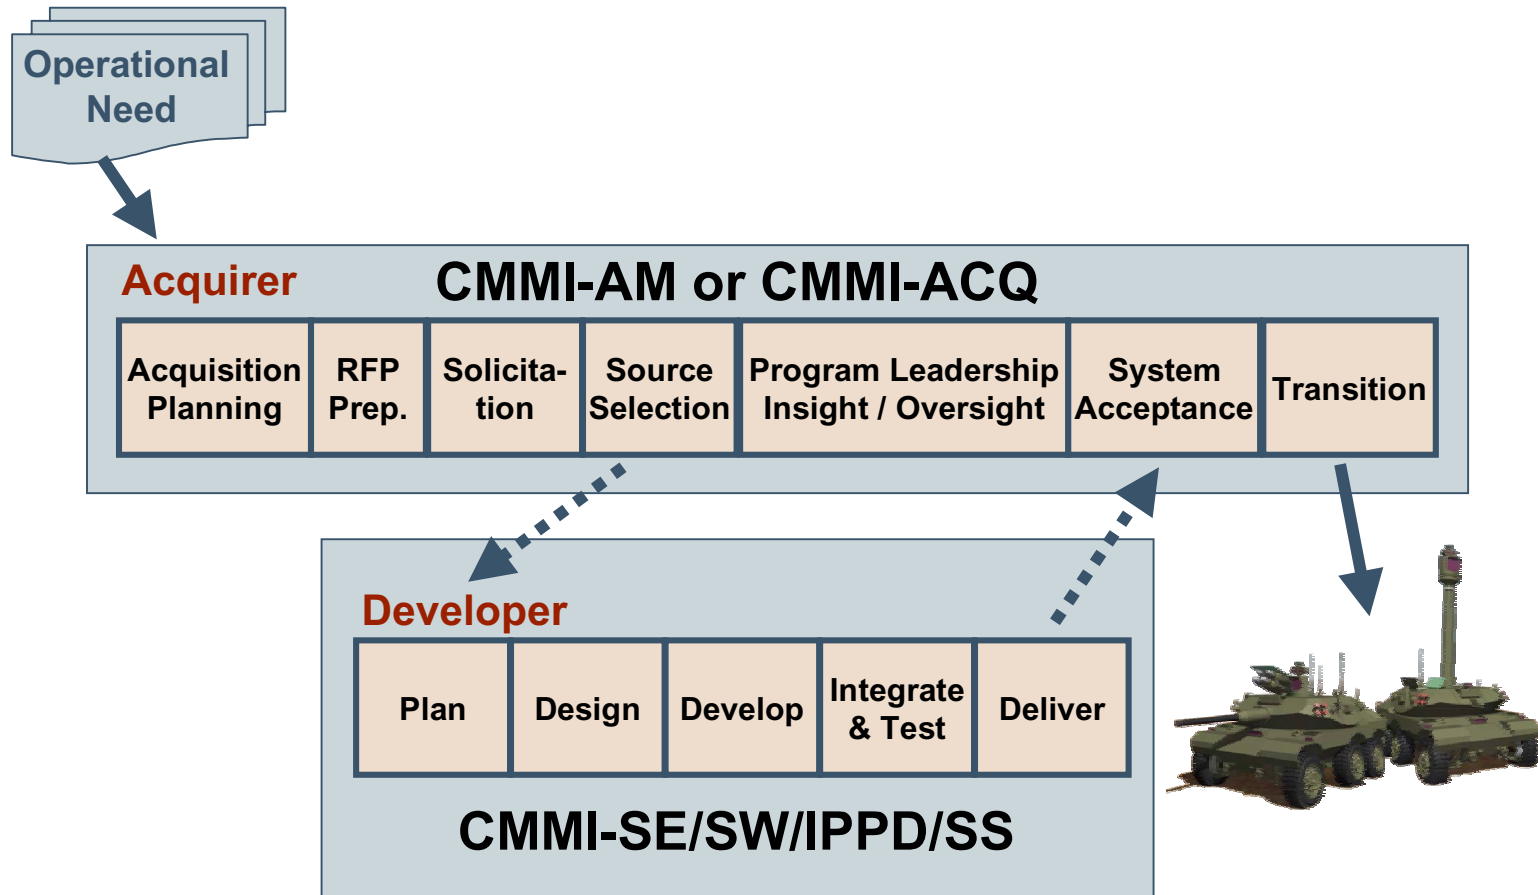 Operational
Need
Acquirer
CMMI-AM or CMMI-ACQ
Acquisition
Planning
RFP
Prep.
Solicita-
tion
Source
Selection
Program Leadership
Insight / Oversight
System
Acceptance
Transition
Developer
Plan
Design
Develop
Integrate
& Test
Deliver
CMMI-SE/SW/IPPD/SS